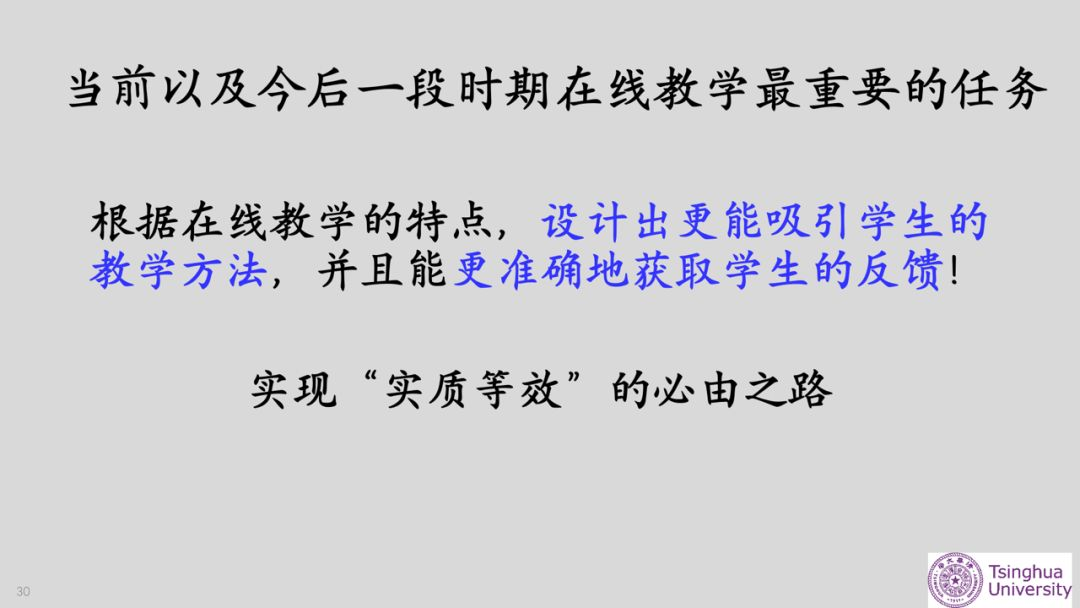 当前以及今后一段时期在线教学最重要的任务
根据在线教学的特点，设计出更能吸引学生的
教学方法，并且能更准确地获取学生的反馈！
实现“实质等效”的必由之路
30
Tsinghua
University